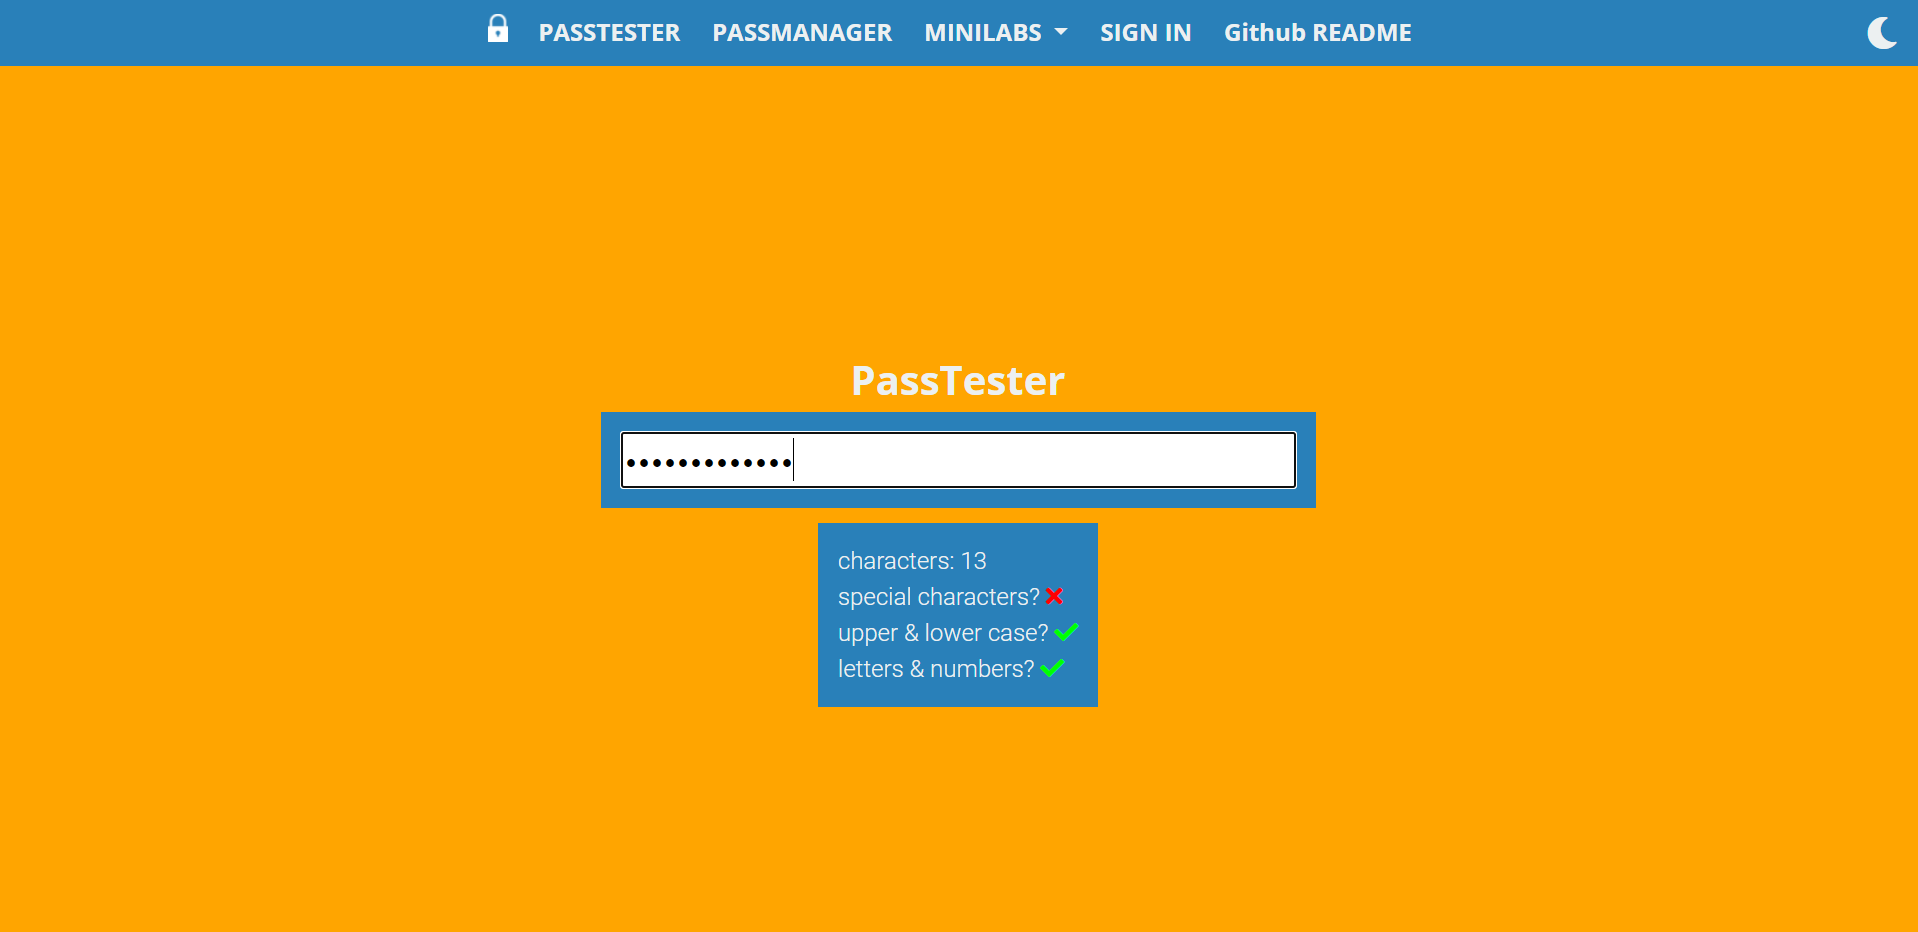 PASSTESTER PASSMANAGER MINILABS SIGN IN Github README
PassTester
•••••••••••••
characters: 13
special characters?
upper & lower case?
letters & numbers?